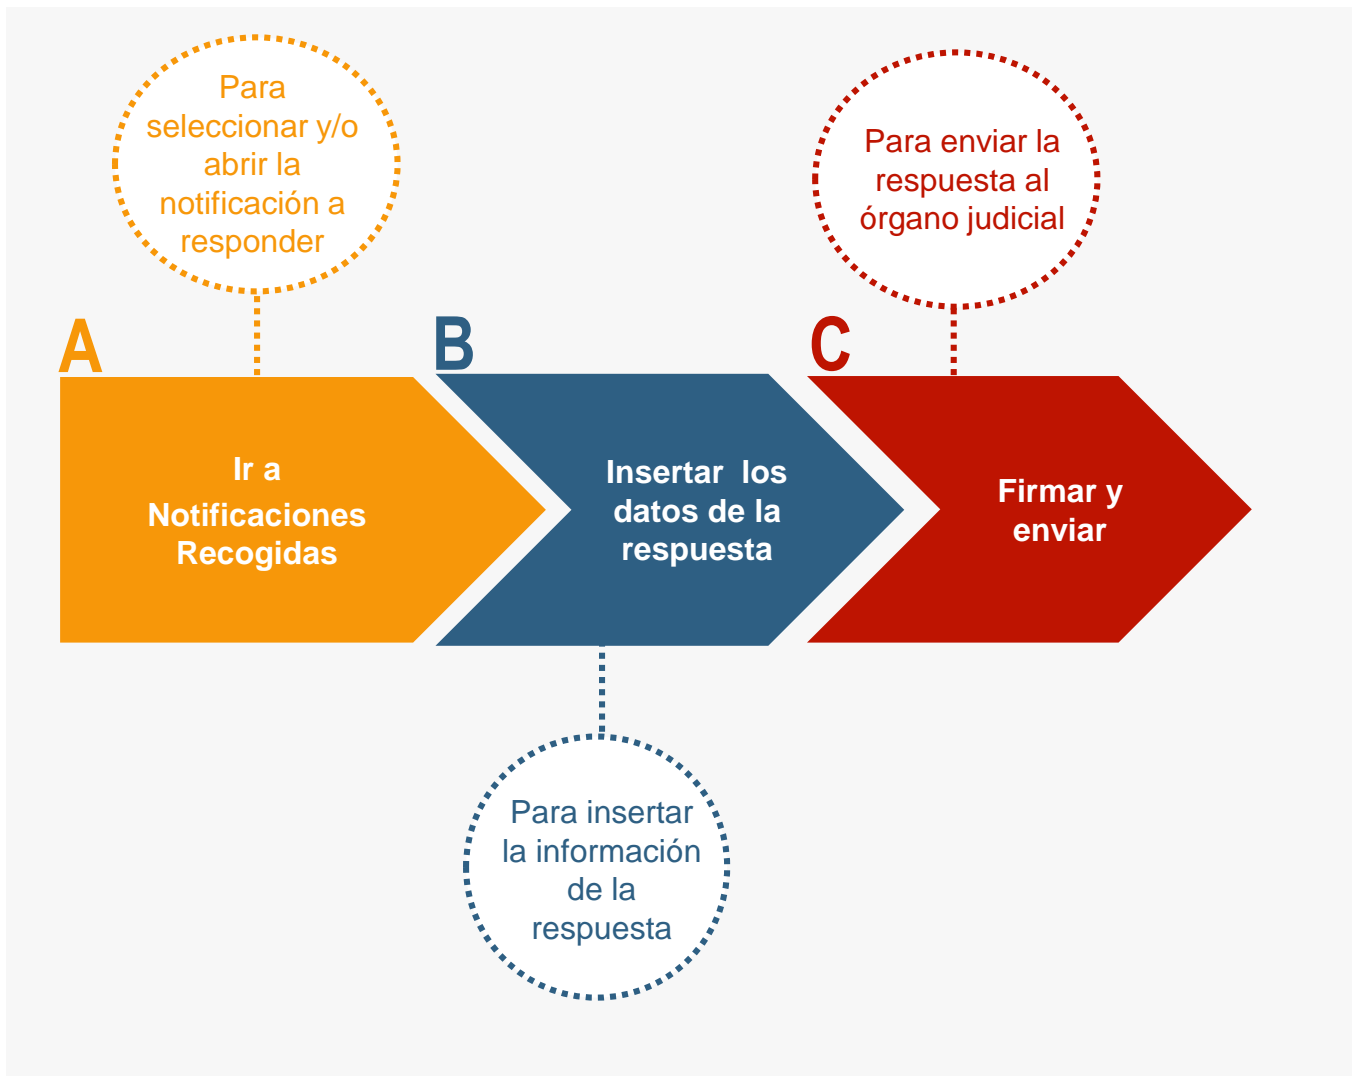 Para
seleccionar y/o
abrir la
notificación a
responder
Para enviar la
respuesta al
órgano judicial
A
Ir a
Notificaciones
Recogidas
B
Insertar  los
datos de la
respuesta
C
Firmar y
enviar
Para insertar
la información
de la
respuesta